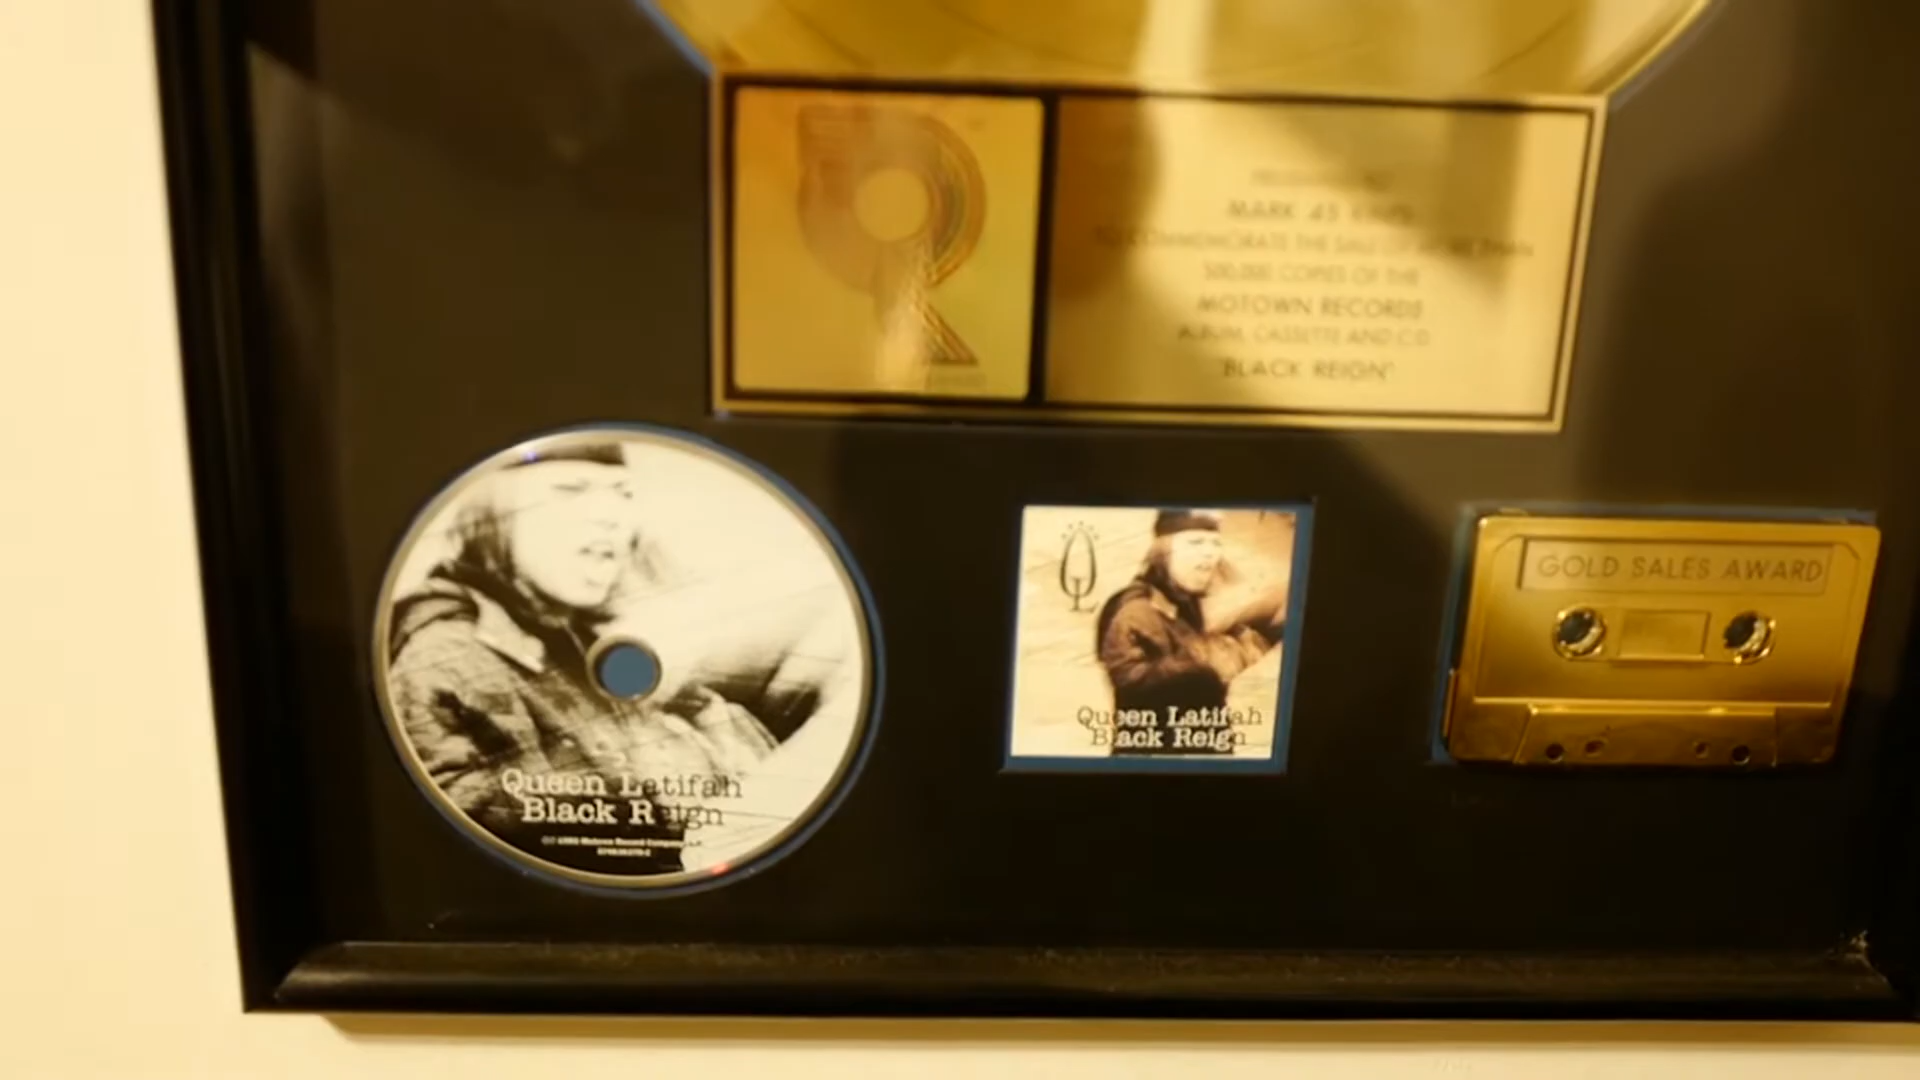 PRESENTED TO
MARK 45 KING
TO COMMEMORATE THE SALE OF MORE THAN
500,000 COPIES OF THE
MOTOWN RECORDS
ALBUM, CASSETTE AND C.D.
"BLACK REIGN"
Queen Latifah
Black Reign
QL
Queen Latifah
Black Reign
GOLD SALES AWARD